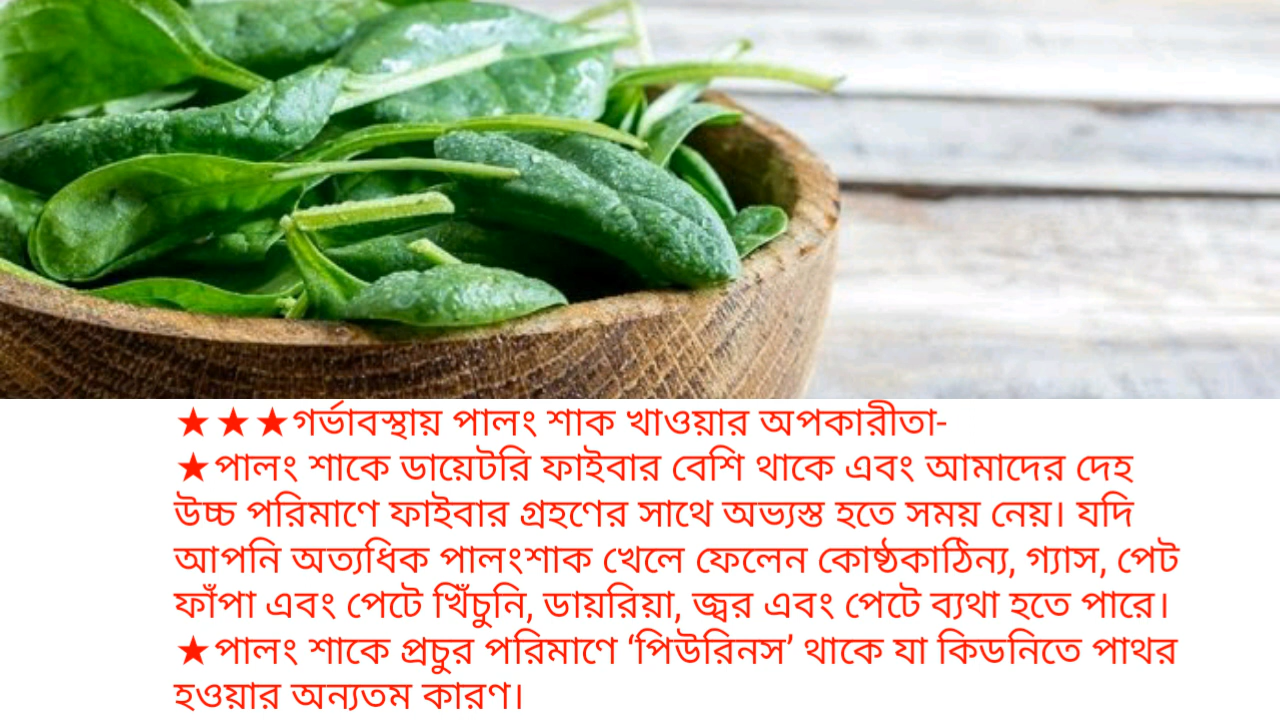 ★★★গর্ভাবস্থায় পালং শাক খাওয়ার অপকারীতা-
★পালং শাকে ডায়েটরি ফাইবার বেশি থাকে এবং আমাদের দেহ
উচ্চ পরিমাণে ফাইবার গ্রহণের সাথে অভ্যস্ত হতে সময় নেয়। যদি
আপনি অত্যধিক পালংশাক খেলে ফেলেন কোষ্ঠকাঠিন্য, গ্যাস, পেট
ফাঁপা এবং পেটে খিঁচুনি, ডায়রিয়া, জ্বর এবং পেটে ব্যথা হতে পারে।
★পালং শাকে প্রচুর পরিমাণে ‘পিউরিনস’ থাকে যা কিডনিতে পাথর
হওয়ার অন্যতম কারণ।